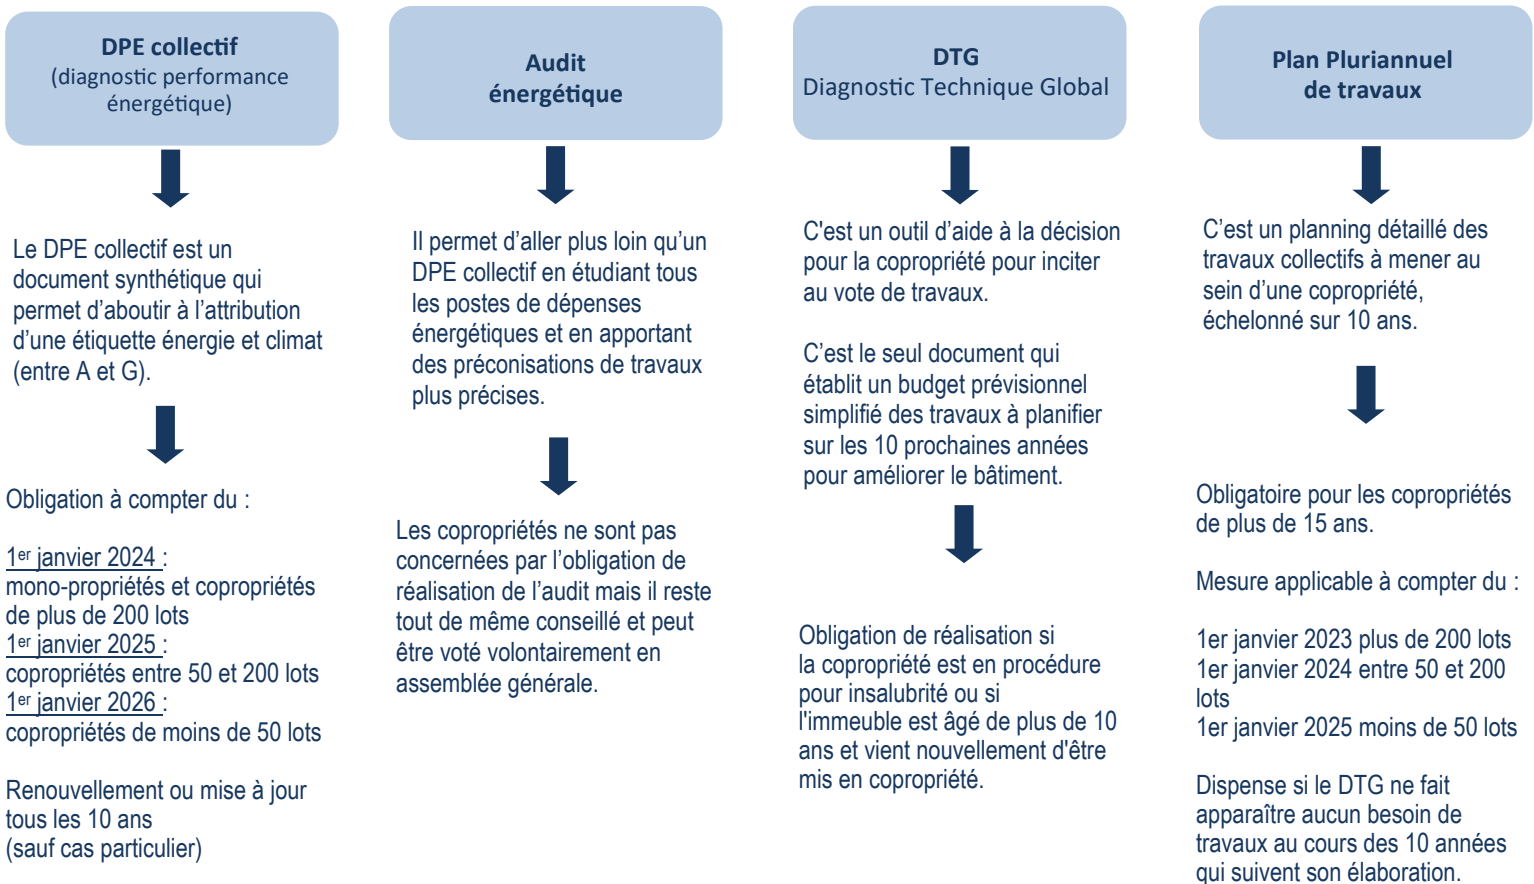 DPE collectif
(diagnostic performance
énergétique)
Le DPE collectif est un
document synthétique qui
permet d’aboutir à l’attribution
d’une étiquette énergie et climat
(entre A et G).
Obligation à compter du :
1er janvier 2024 :
mono-propriétés et copropriétés
de plus de 200 lots
1er janvier 2025 :
copropriétés entre 50 et 200 lots
1er janvier 2026 :
copropriétés de moins de 50 lots
Renouvellement ou mise à jour
tous les 10 ans
(sauf cas particulier)
Audit
énergétique
Il permet d’aller plus loin qu’un
DPE collectif en étudiant tous
les postes de dépenses
énergétiques et en apportant
des préconisations de travaux
plus précises.
Les copropriétés ne sont pas
concernées par l’obligation de
réalisation de l’audit mais il reste
tout de même conseillé et peut
être voté volontairement en
assemblée générale.
DTG
Diagnostic Technique Global
C'est un outil d’aide à la décision
pour la copropriété pour inciter
au vote de travaux.
C’est le seul document qui
établit un budget prévisionnel
simplifié des travaux à planifier
sur les 10 prochaines années
pour améliorer le bâtiment.
Obligation de réalisation si
la copropriété est en procédure
pour insalubrité ou si
l'immeuble est âgé de plus de 10
ans et vient nouvellement d'être
mis en copropriété.
Plan Pluriannuel
de travaux
C’est un planning détaillé des
travaux collectifs à mener au
sein d’une copropriété,
échelonné sur 10 ans.
Obligatoire pour les copropriétés
de plus de 15 ans.
Mesure applicable à compter du :
1er janvier 2023 plus de 200 lots
1er janvier 2024 entre 50 et 200
lots
1er janvier 2025 moins de 50 lots
Dispense si le DTG ne fait
apparaître aucun besoin de
travaux au cours des 10 années
qui suivent son élaboration.